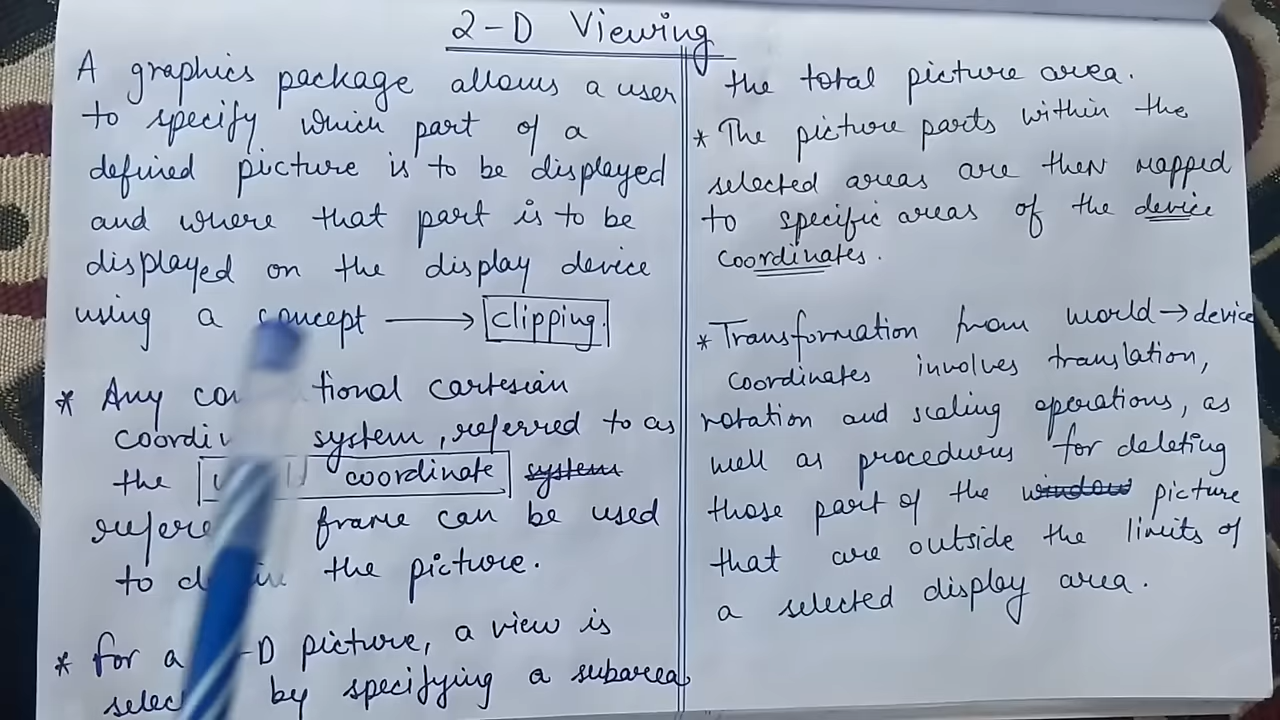 2-D Viewing
A graphics package allows a user
to specify which part of a
defined picture is to be displayed
and where that part is to be
displayed on the display device
using a concept → clipping.
* Any tional cartesian
system, referred to as
the coordinate system
frame can be used
to the picture.
* for a -D picture, a view is
by specifying a subarea
the total picture area.
* The picture parts within the
selected areas are then mapped
to specific areas of the device
coordinates.
* Transformation from world → device
coordinates involves translation,
rotation and scaling operations, as
well as procedures for deleting
those part of the window picture
that are outside the limits of
a selected display area.